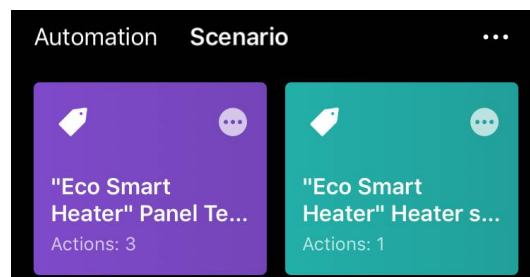 Automation Scenario
"Eco Smart
Heater" Panel Te...
Actions: 3
"Eco Smart
Heater" Heater s...
Actions: 1